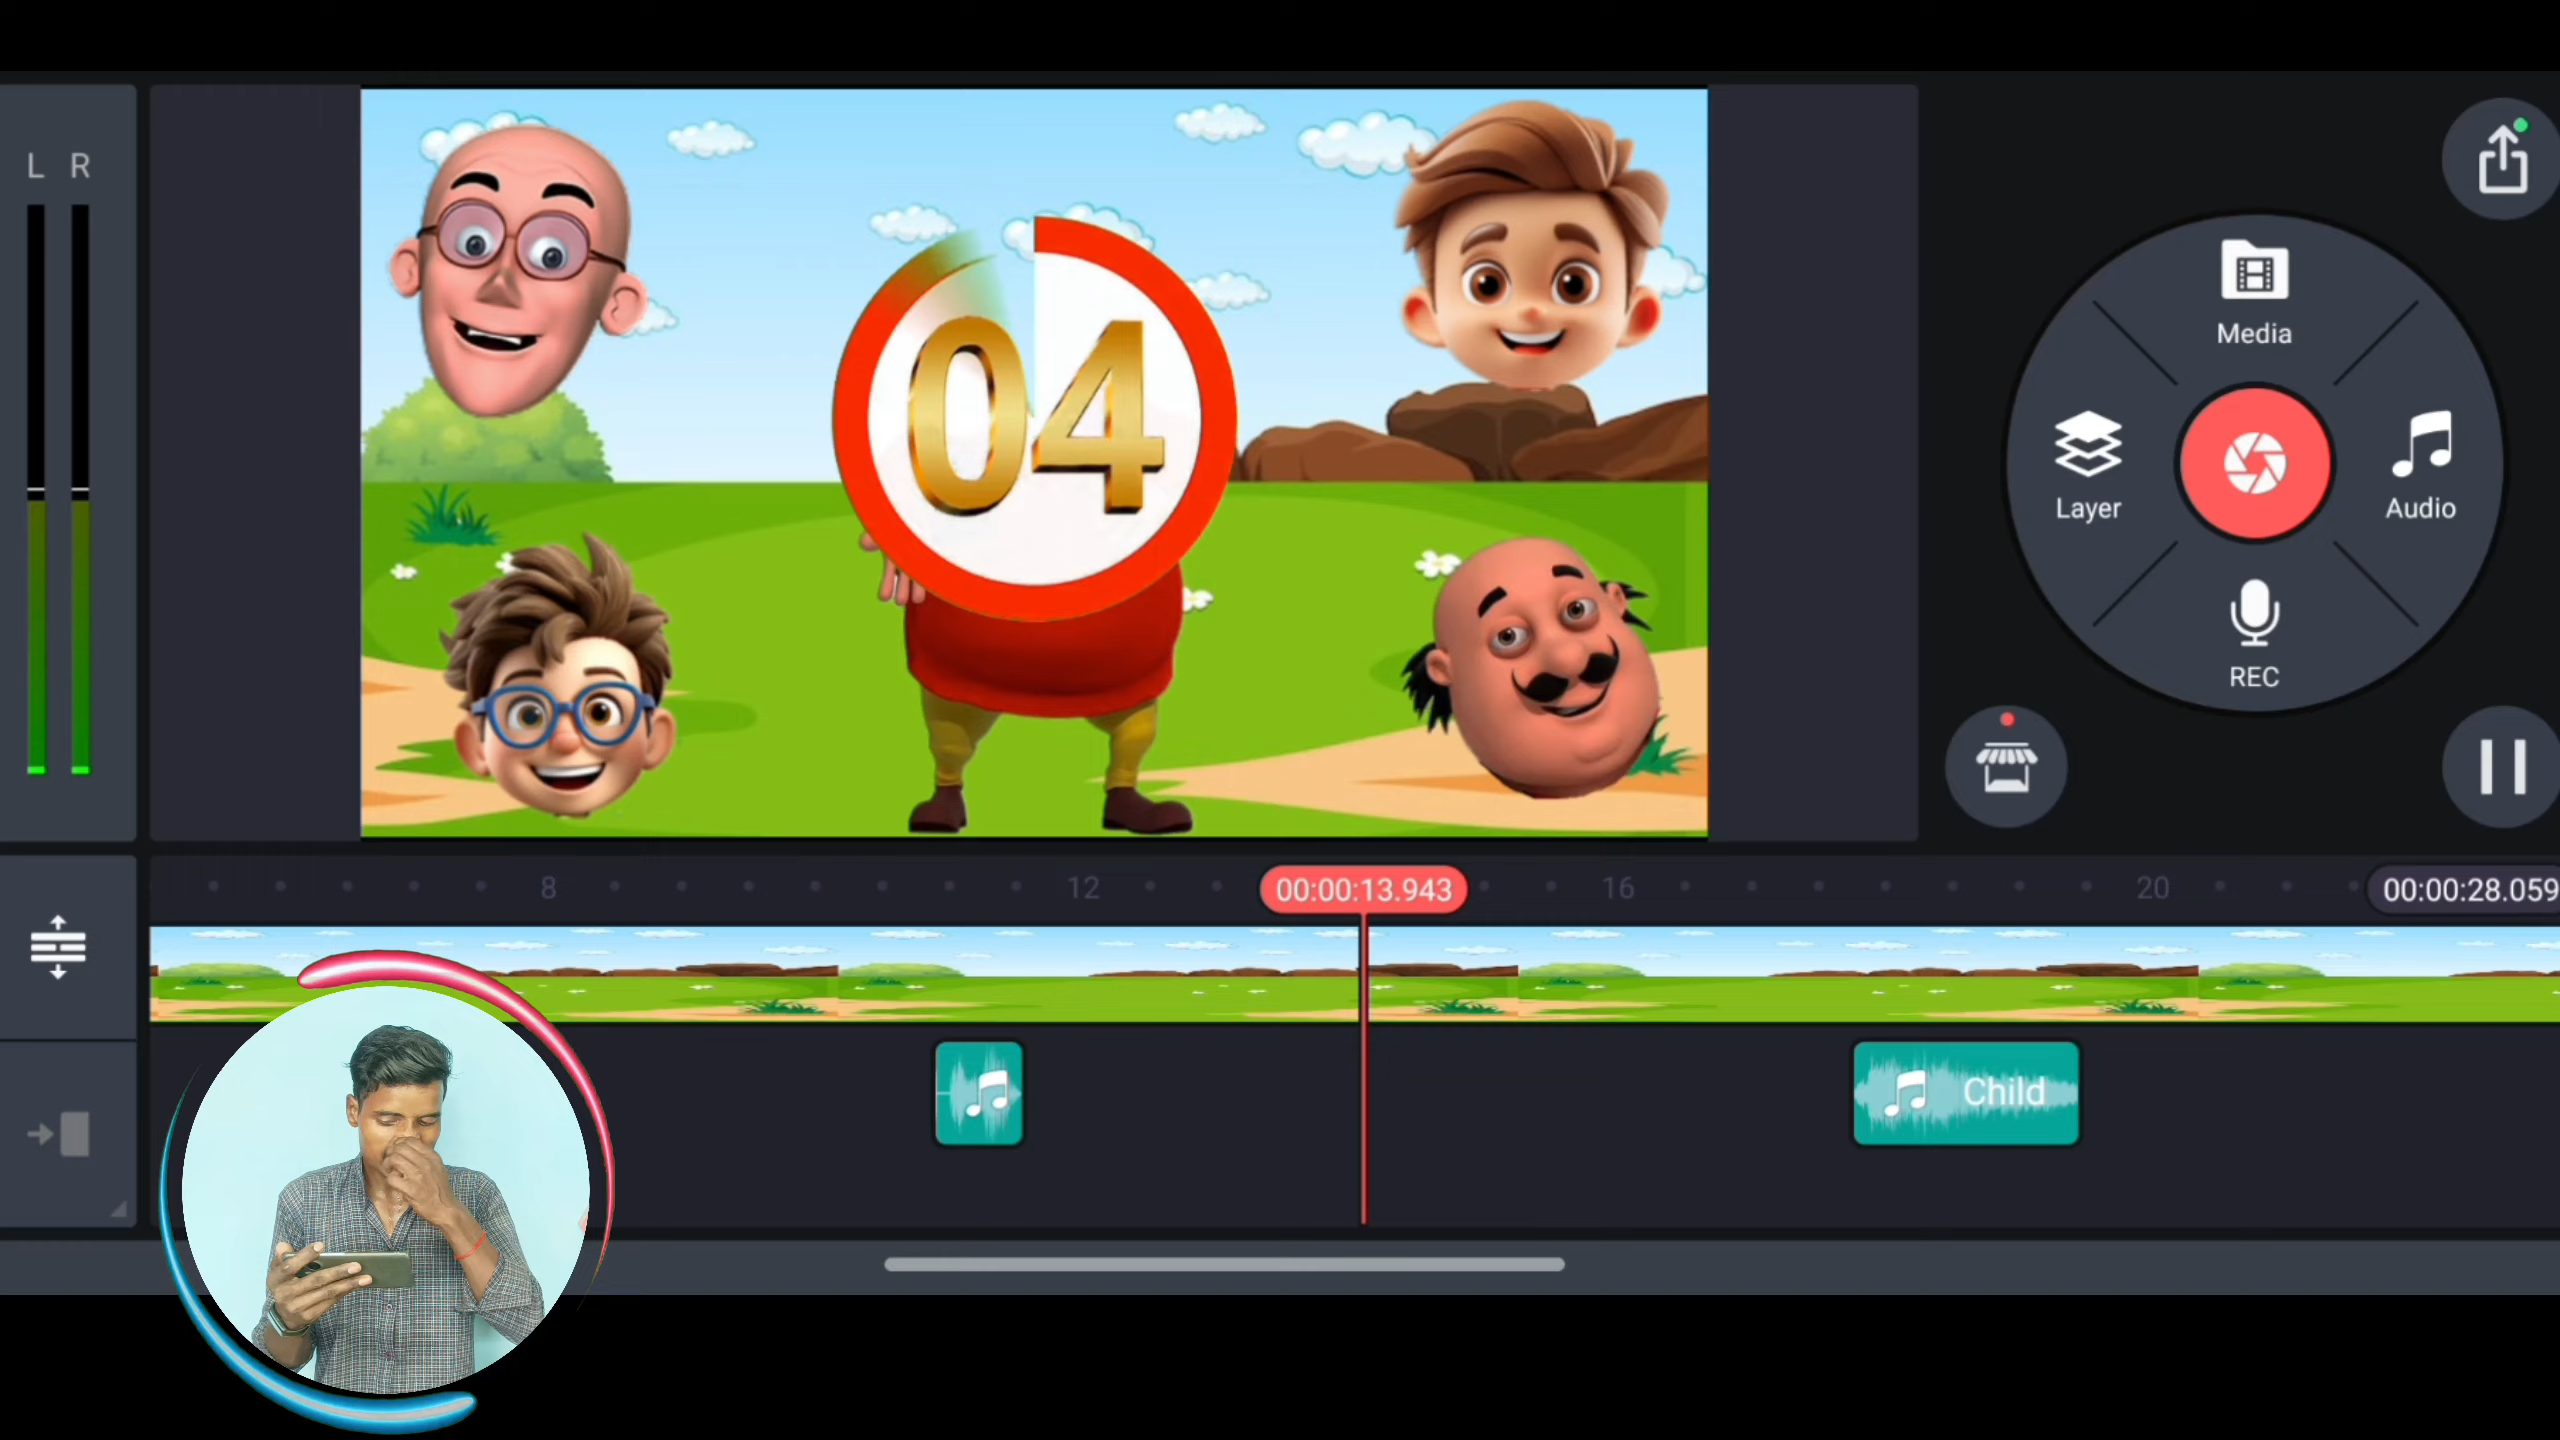 L R
04
Media
Layer
Audio
REC
8
12
00:00:13.943
16
20
00:00:28.059
Child